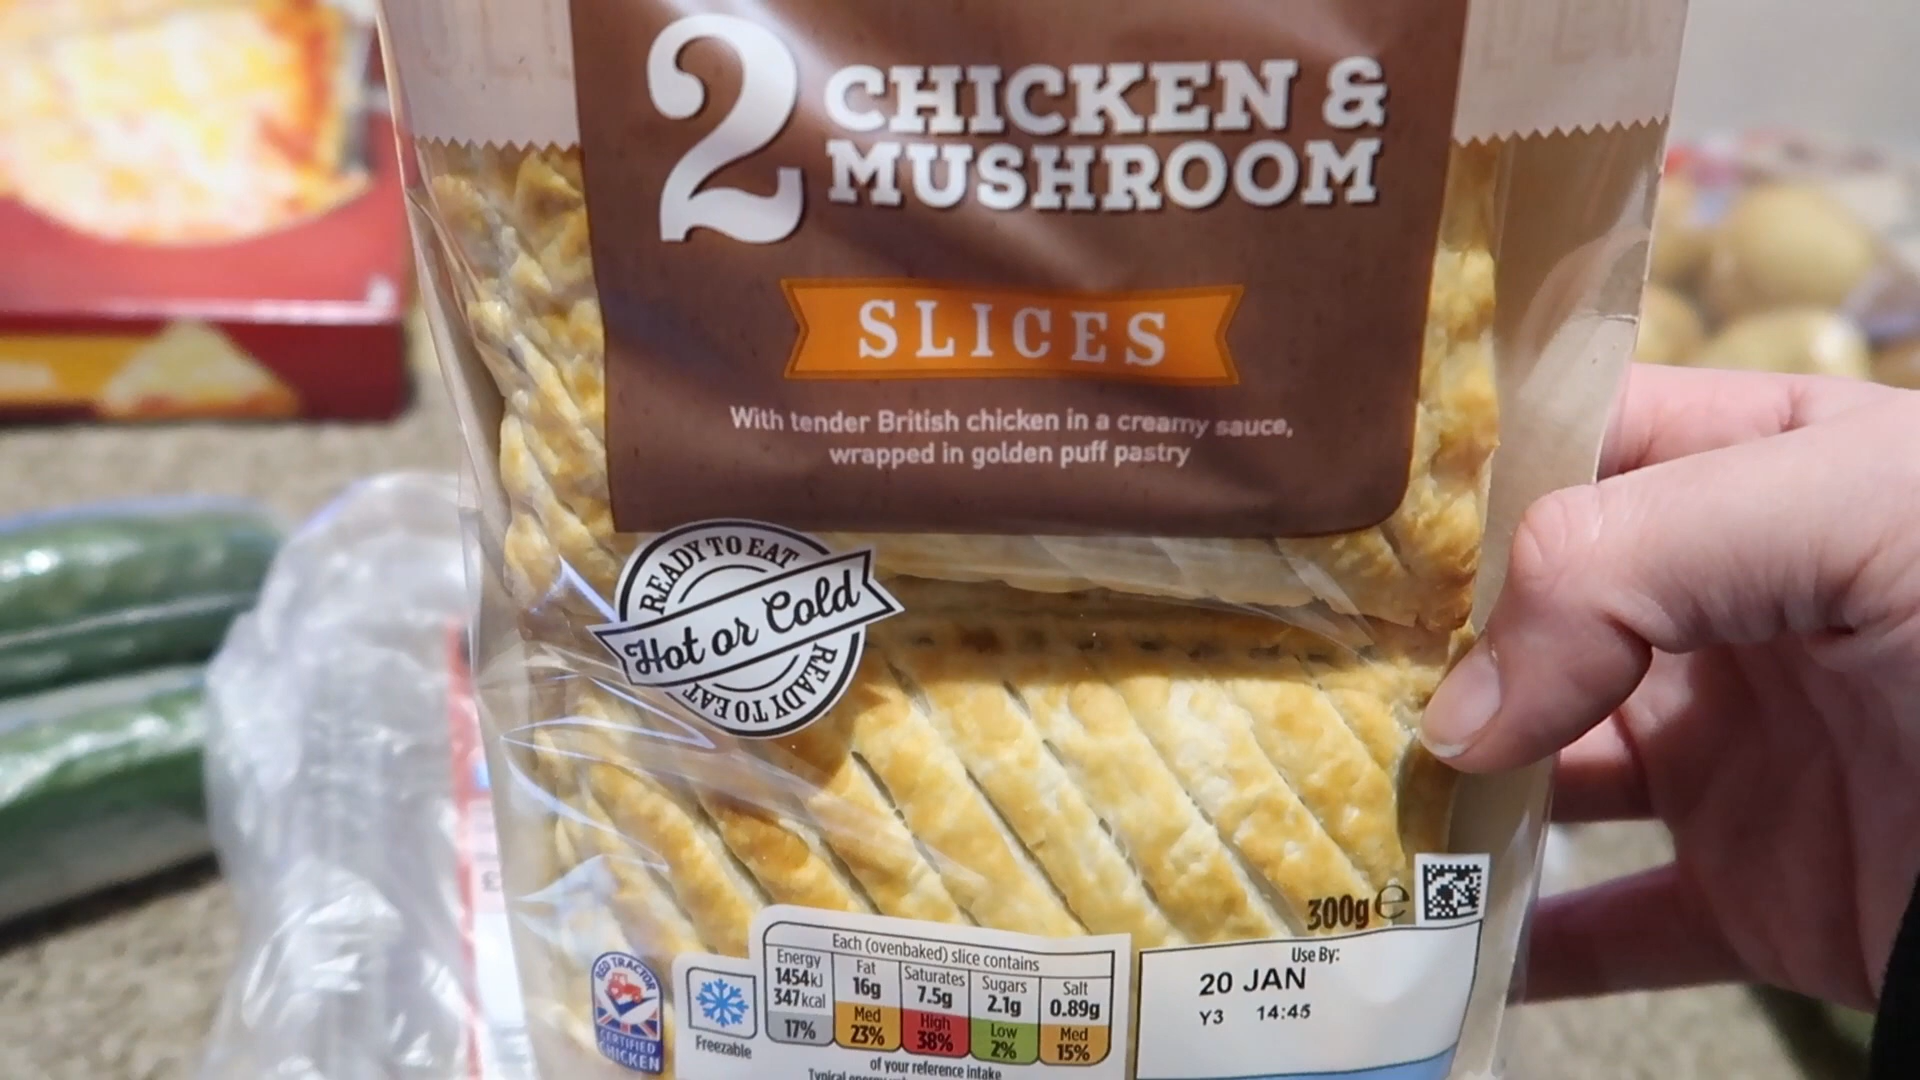 2 CHICKEN &
MUSHROOM
SLICES
With tender British chicken in a creamy sauce,
wrapped in golden puff pastry
READY TO EAT
Hot or Cold
READY TO EAT
300g e
Use By:
20 JAN
Y3 14:45
Each (ovenbaked) slice contains
Energy Fat Saturates Sugars Salt
1454kJ 16g 7.5g 2.1g 0.89g
347kcal
Med High Low Med
17% 23% 38% 2% 15%
of your reference intake
Typical
RED TRACTOR
CERTIFIED
CHICKEN
Freezable
£